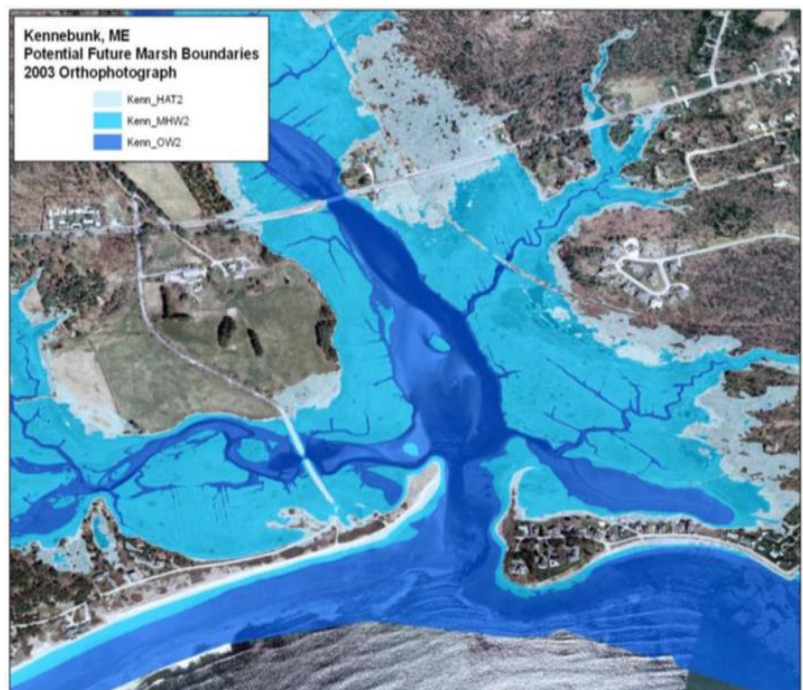 Kennebunk, ME
Potential Future Marsh Boundaries
2003 Orthophotograph
Kenn_HAT2
Kenn_MHW2
Kenn_OW2